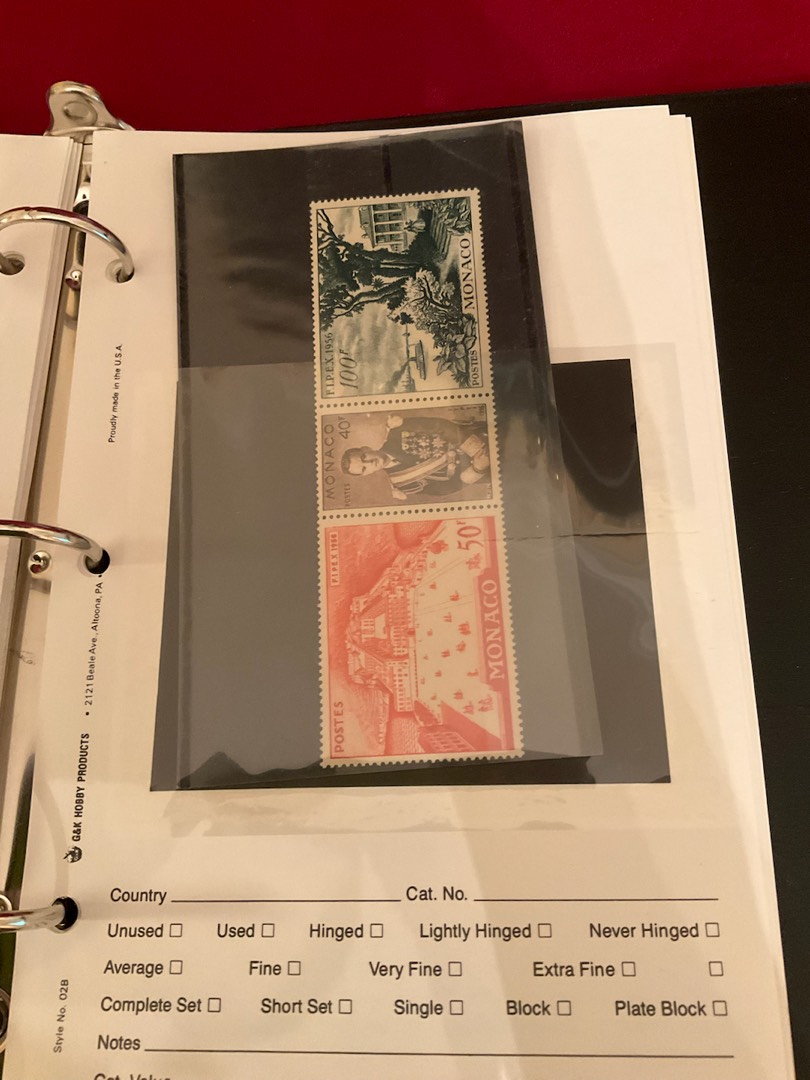 MONACO
POSTES
F.I.P.E.X 1956
100F
MONACO
40F
POSTES
F.I.P.E.X 1956
50F
MONACO
POSTES
Proudly made in the U.S.A.
G&K HOBBY PRODUCTS • 2121 Beale Ave., Altoona, PA •
Style No. 02B
Country Cat. No.
Unused □ Used □ Hinged □ Lightly Hinged □ Never Hinged □
Average □ Fine □ Very Fine □ Extra Fine □ □
Complete Set □ Short Set □ Single □ Block □ Plate Block □
Notes
Cat. Value